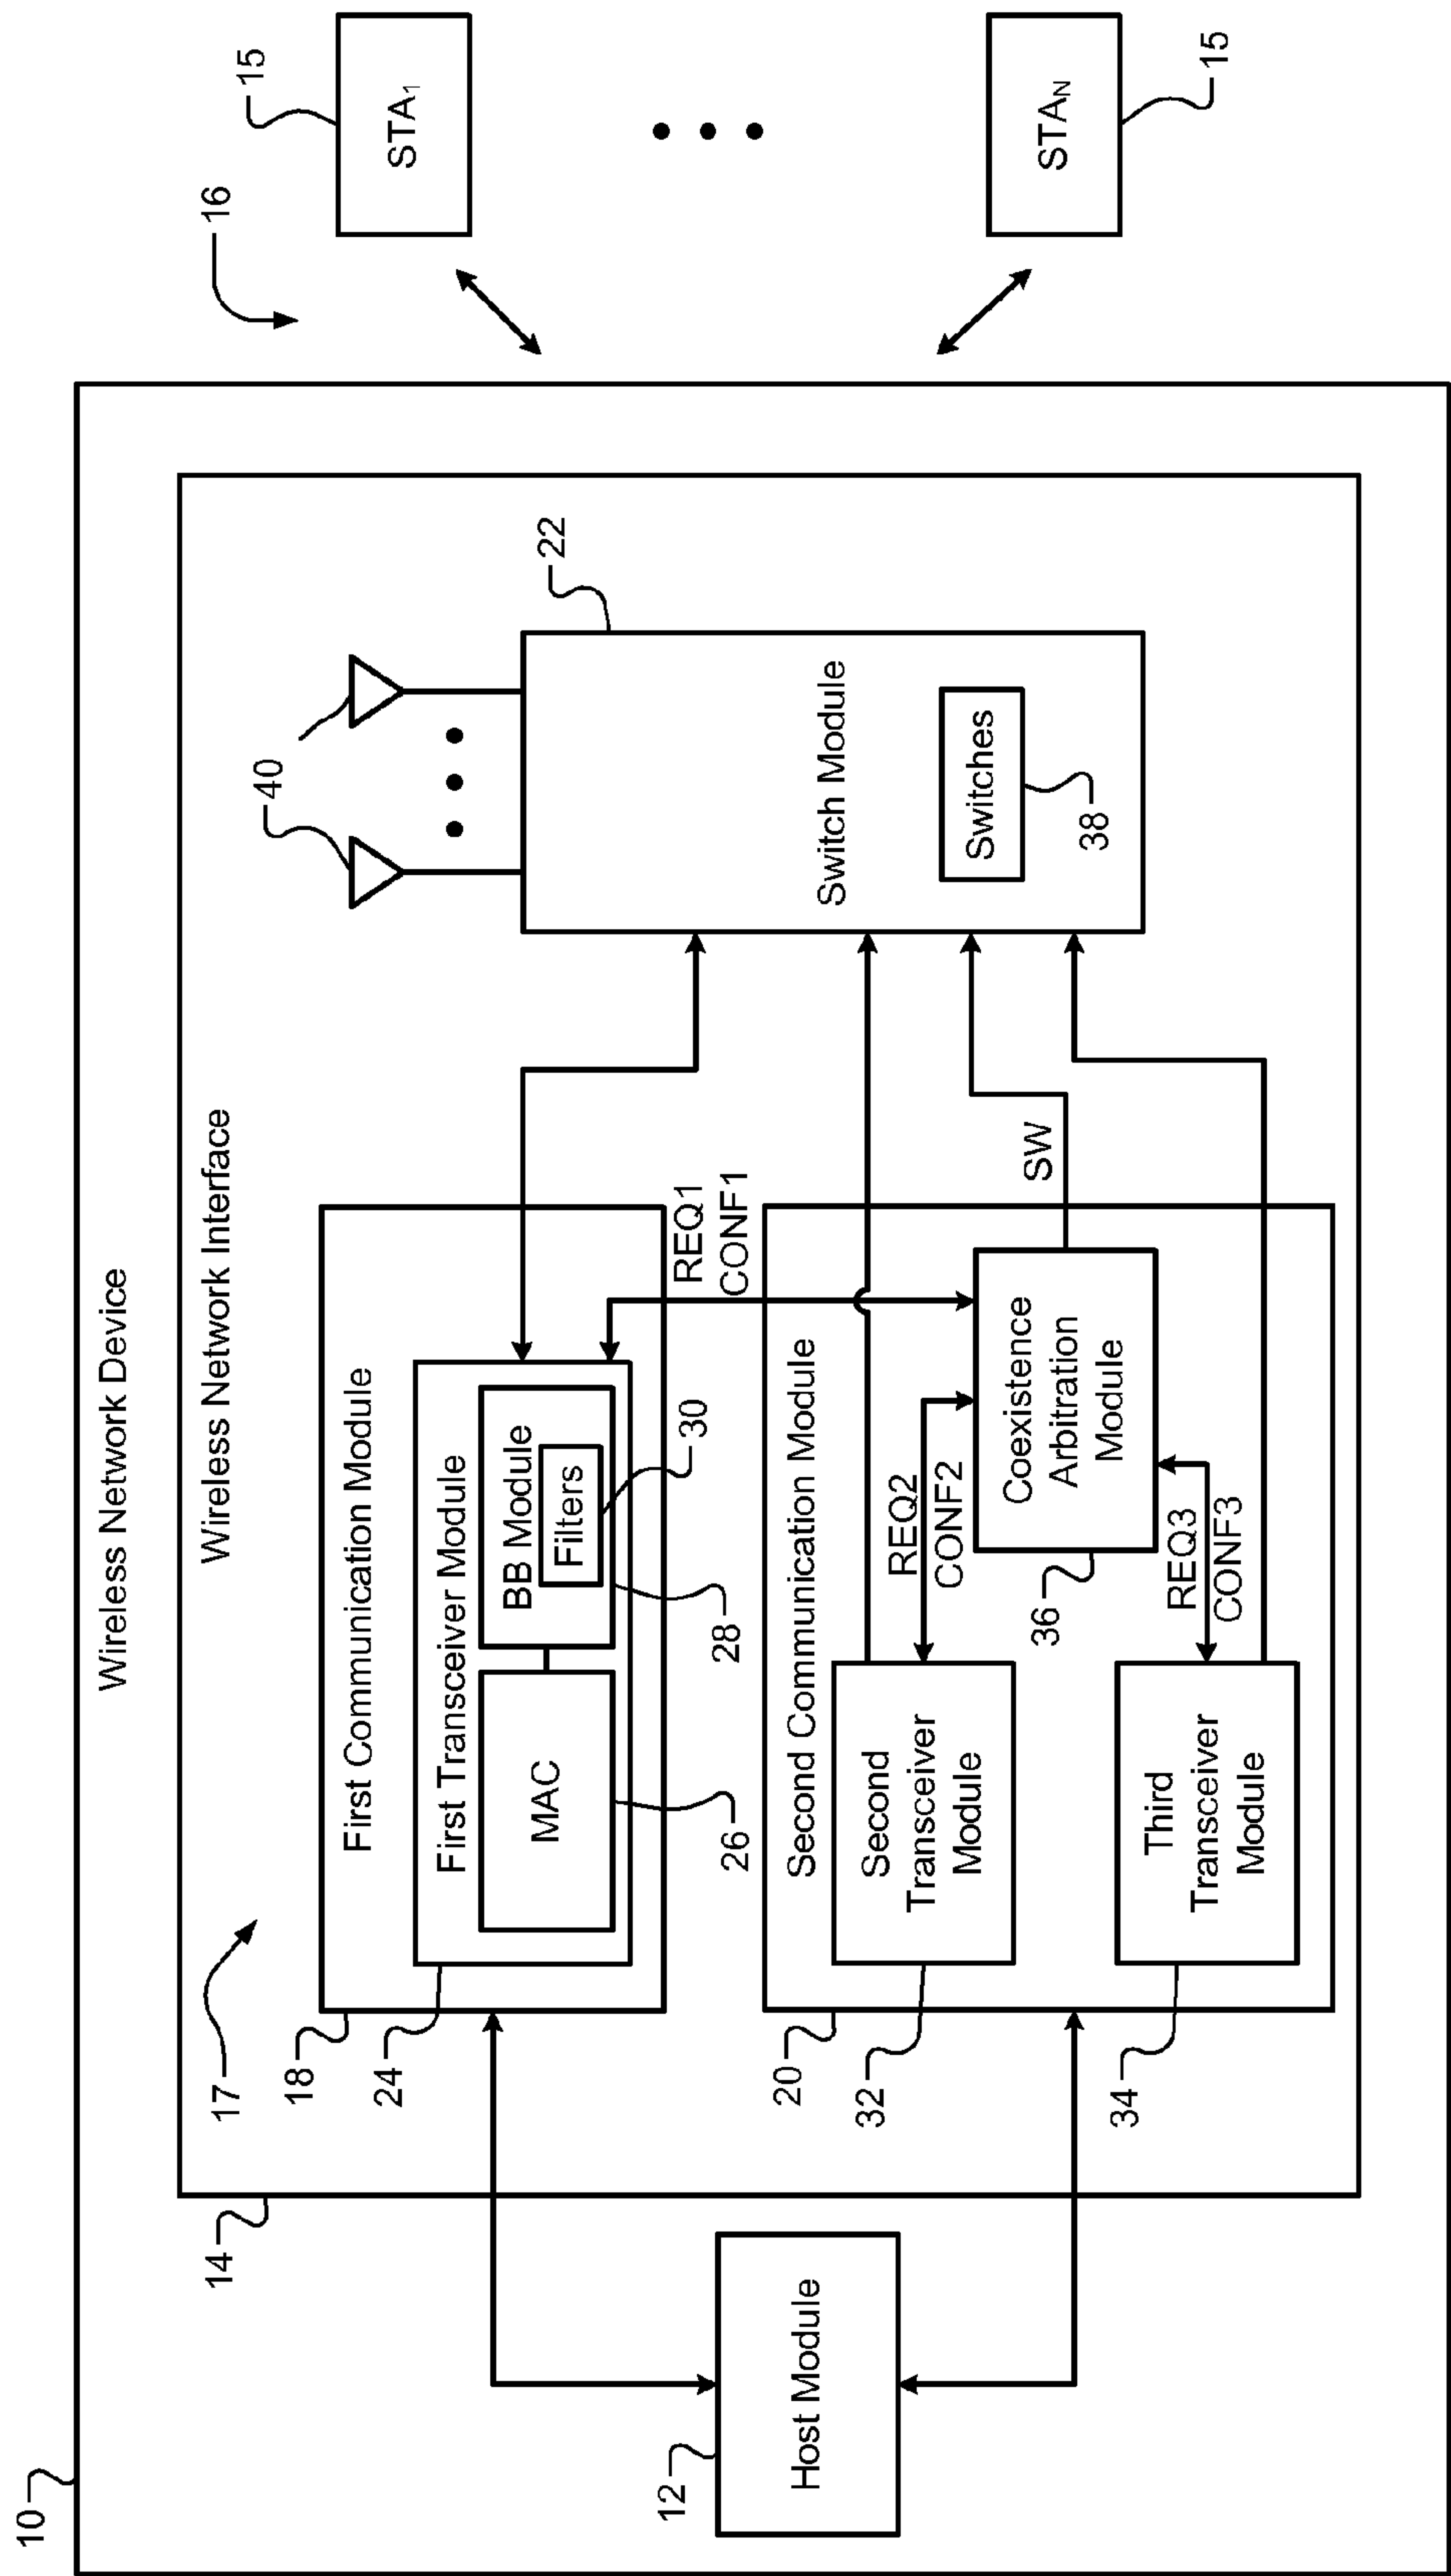 10
Wireless Network Device
14
Wireless Network Interface
16
17
18
First Communication Module
24
First Transceiver Module
MAC
26
BB Module
Filters
28
30
REQ1
CONF1
12
Host Module
20
Second Communication Module
32
Second
Transceiver
Module
REQ2
CONF2
Coexistence
Arbitration
Module
36
SW
34
Third
Transceiver
Module
REQ3
CONF3
40
22
Switch Module
Switches
38
15
STA1
STAN
15